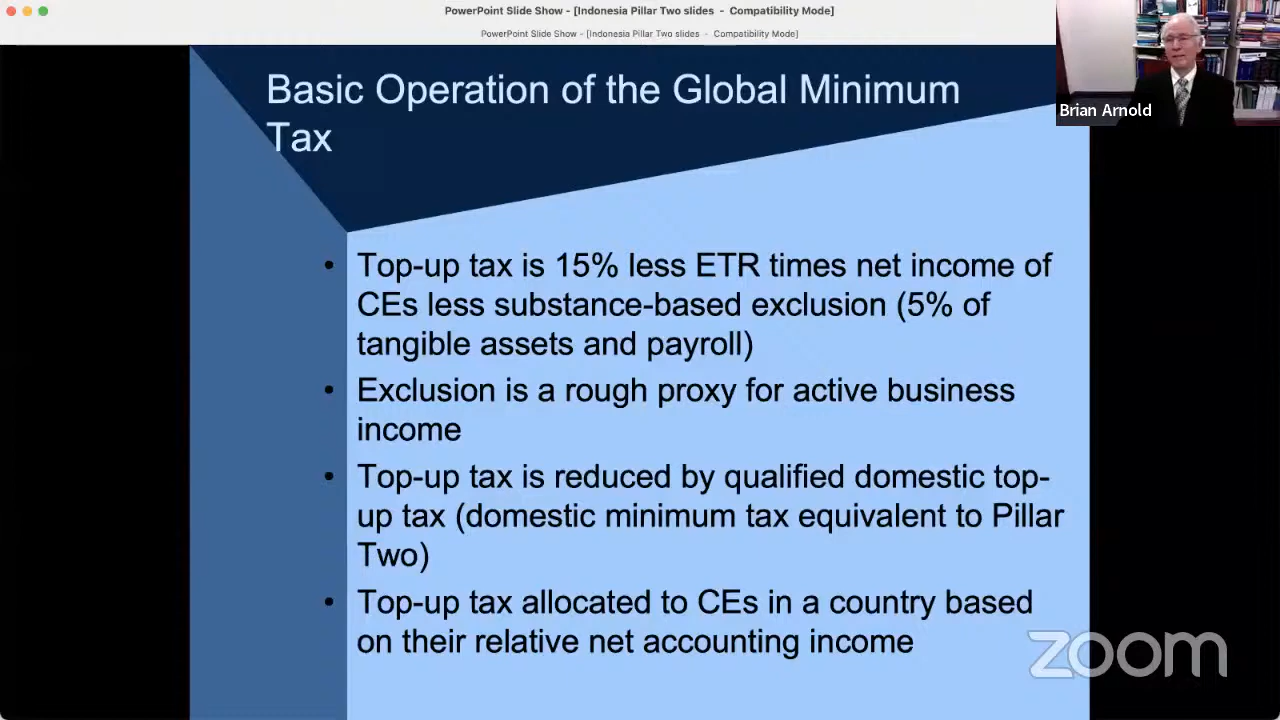 PowerPoint Slide Show - [Indonesia Pillar Two slides - Compatibility Mode]
PowerPoint Slide Show - [Indonesia Pillar Two slides - Compatibility Mode]
Brian Arnold
Basic Operation of the Global Minimum
Tax
• Top-up tax is 15% less ETR times net income of
CEs less substance-based exclusion (5% of
tangible assets and payroll)
• Exclusion is a rough proxy for active business
income
• Top-up tax is reduced by qualified domestic top-
up tax (domestic minimum tax equivalent to Pillar
Two)
• Top-up tax allocated to CEs in a country based
on their relative net accounting income
zoom